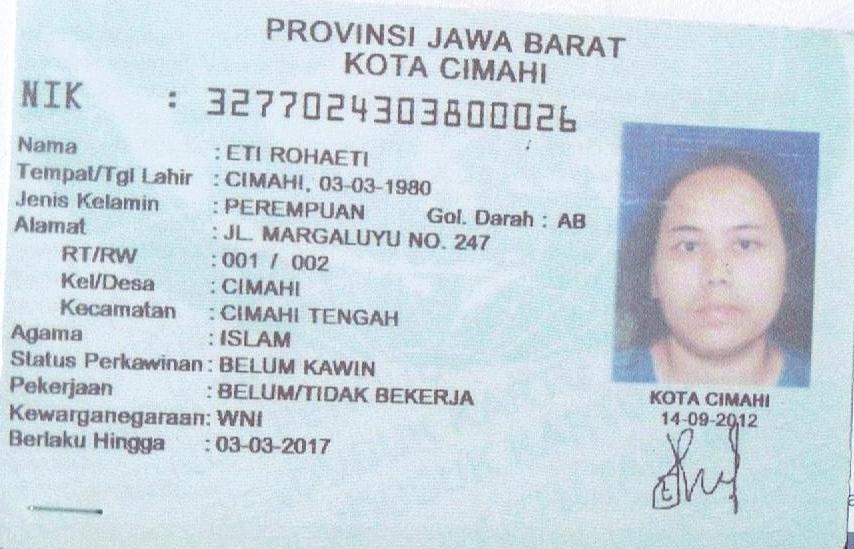 PROVINSI JAWA BARAT
KOTA CIMAHI
NIK : 3277024303800026
Nama : ETI ROHAETI
Tempat/Tgl Lahir : CIMAHI, 03-03-1980
Jenis Kelamin : PEREMPUAN Gol. Darah : AB
Alamat : JL. MARGALUYU NO. 247
RT/RW : 001 / 002
Kel/Desa : CIMAHI
Kecamatan : CIMAHI TENGAH
Agama : ISLAM
Status Perkawinan : BELUM KAWIN
Pekerjaan : BELUM/TIDAK BEKERJA
Kewarganegaraan : WNI
Berlaku Hingga : 03-03-2017
KOTA CIMAHI
14-09-2012